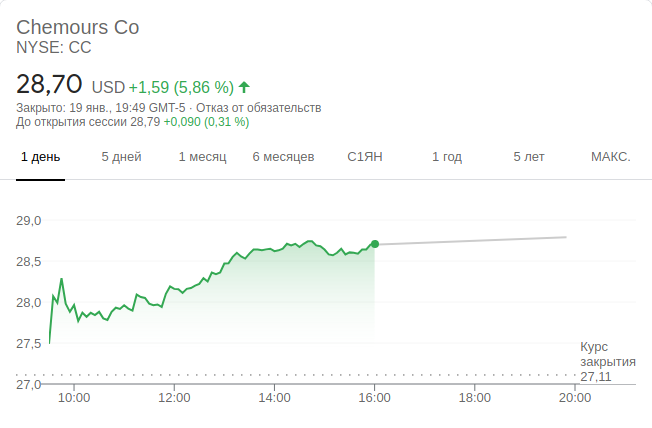 Chemours Co
NYSE: CC
28,70 USD +1,59 (5,86 %)
Закрыто: 19 янв., 19:49 GMT-5 · Отказ от обязательств
До открытия сессии 28,79 +0,090 (0,31 %)
1 день 5 дней 1 месяц 6 месяцев С1ЯН 1 год 5 лет МАКС.
29,0
28,5
28,0
27,5
27,0
Курс
закрытия
27,11
10:00 12:00 14:00 16:00 18:00 20:00